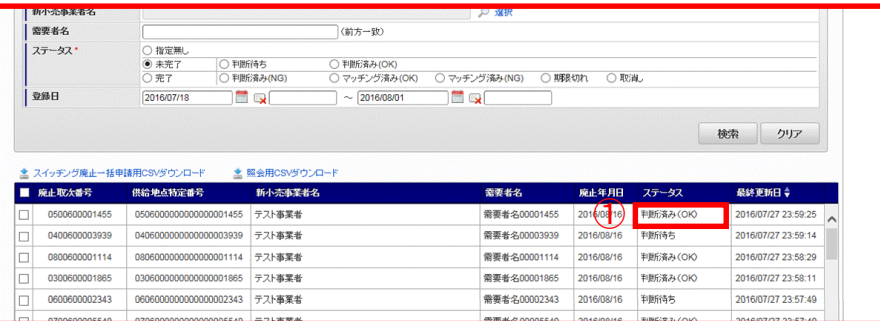 新小売事業者名 選択
需要者名 (前方一致)
ステータス* 指定無し
未完了 判断待ち 判断済み(OK)
完了 判断済み(NG) マッチング済み(OK) マッチング済み(NG) 期限切れ 取消し
登録日 2016/07/18 ～ 2016/08/01
検索 クリア
スイッチング廃止一括申請用CSVダウンロード 照会用CSVダウンロード
廃止取次番号 供給地点特定番号 新小売事業者名 需要者名 廃止年月日 ステータス 最終更新日
①
0500600001455 0506000000000000001455 テスト事業者 需要者名00001455 2016/08/16 判断済み(OK) 2016/07/27 23:59:25
0400600003939 0406000000000000003939 テスト事業者 需要者名00003939 2016/08/16 判断待ち 2016/07/27 23:59:14
0800600001114 0806000000000000001114 テスト事業者 需要者名00001114 2016/08/16 判断済み(OK) 2016/07/27 23:58:29
0300600001865 0306000000000000001865 テスト事業者 需要者名00001865 2016/08/16 判断済み(OK) 2016/07/27 23:58:11
0600600002343 0606000000000000002343 テスト事業者 需要者名00002343 2016/08/16 判断待ち 2016/07/27 23:57:49